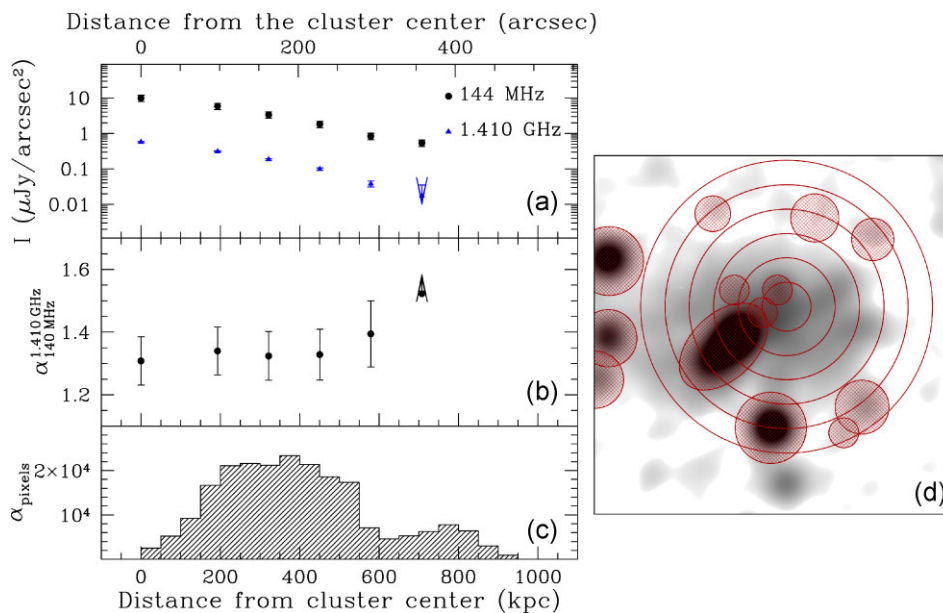 Distance from the cluster center (arcsec)
0 200 400
I (μJy/arcsec²)
10
1
0.1
0.01
144 MHz
1.410 GHz
(a)
α 1.410 GHz 140 MHz
1.6
1.4
1.2
(b)
α pixels
2×10⁴
10⁴
(c)
0 200 400 600 800 1000
Distance from cluster center (kpc)
(d)